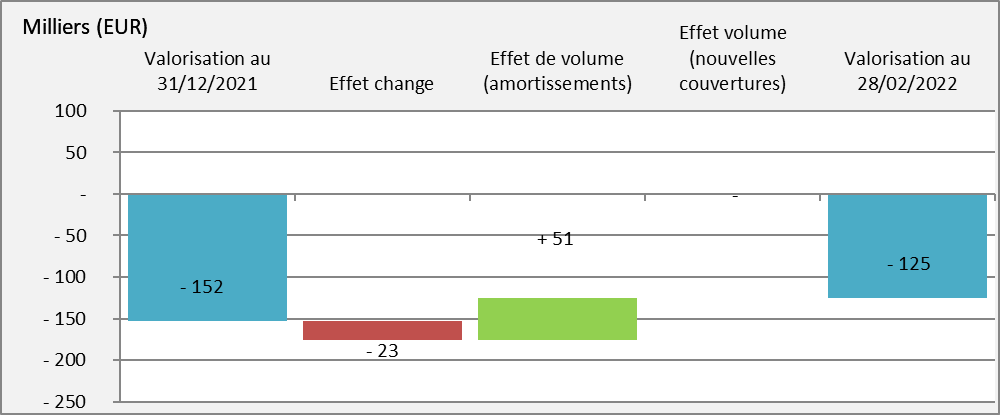 Milliers (EUR)
Valorisation au
31/12/2021
Effet change
Effet de volume
(amortissements)
Effet volume
(nouvelles
couvertures)
Valorisation au
28/02/2022
100
50
-
- 50
- 100
- 150
- 200
- 250
- 152
- 23
+ 51
-
- 125